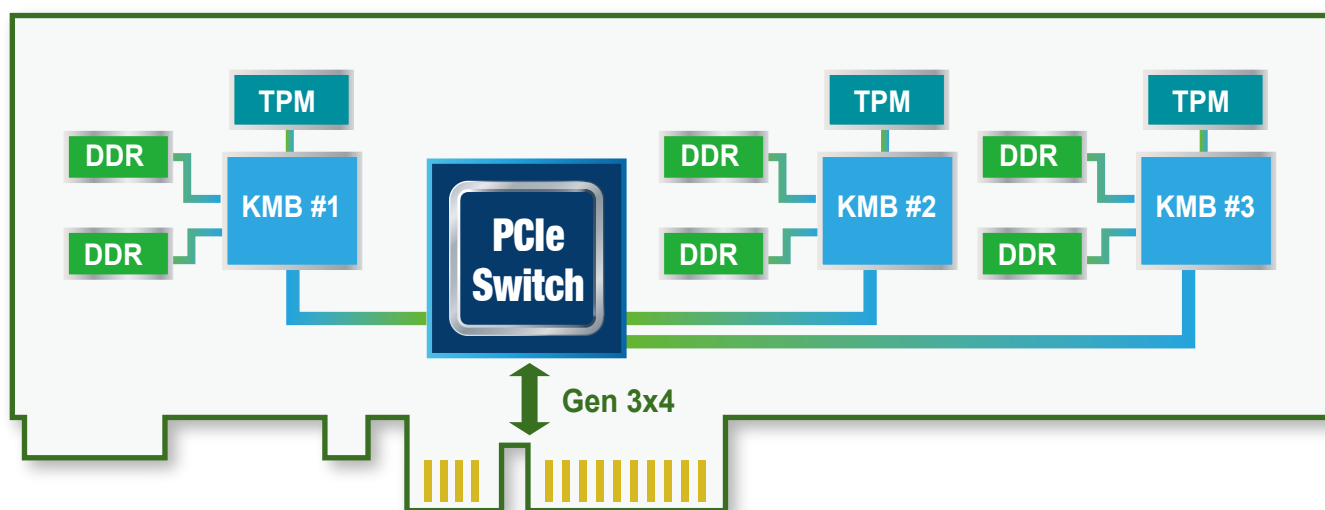 TPM
TPM
TPM
DDR
DDR
DDR
KMB #1
KMB #2
KMB #3
DDR
DDR
DDR
PCIe
Switch
Gen 3x4